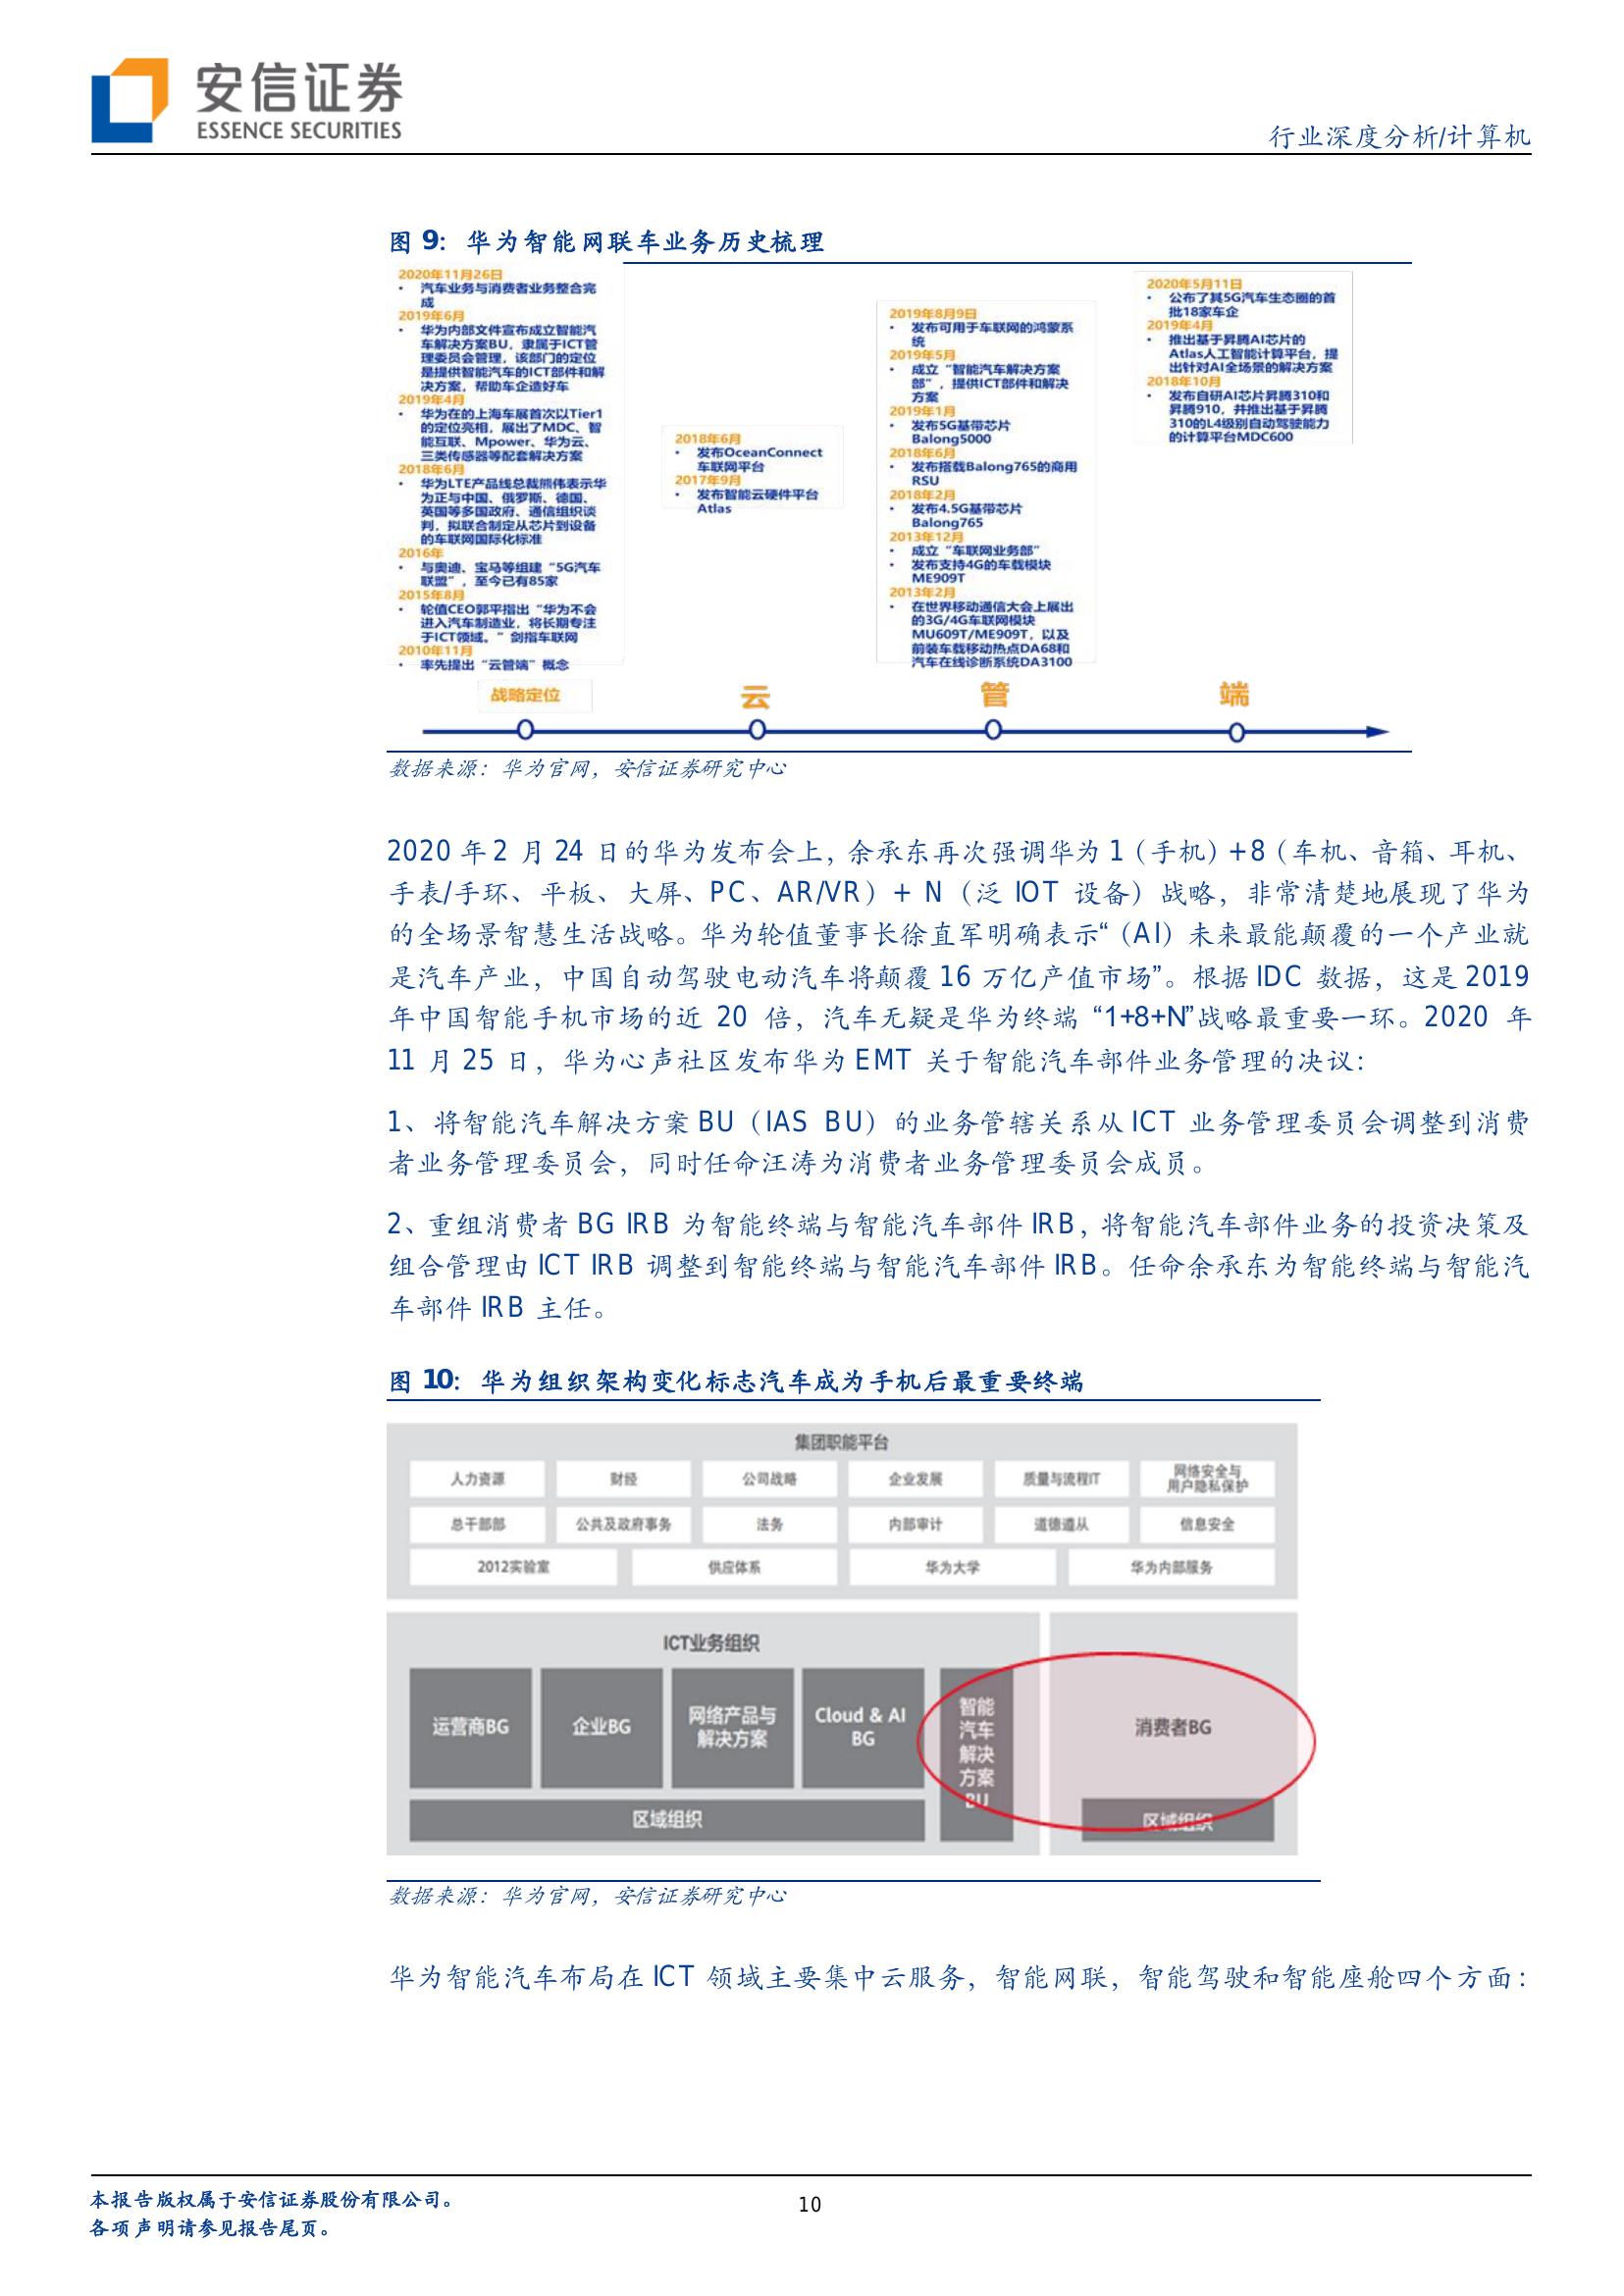 安信证券
ESSENCE SECURITIES
行业深度分析/计算机
图 9：华为智能网联车业务历史梳理
2020年11月26日
• 汽车业务与消费者业务整合完
成
2019年6月
• 华为内部文件宣布成立智能汽
车解决方案BU，隶属于ICT管
理委员会管理，该部门的定位
是提供智能汽车的ICT部件和解
决方案，帮助车企造好车
2019年4月
• 华为在的上海车展首次以Tier1
的定位亮相，展出了MDC、智
能互联、Mpower、华为云、
三类传感器等配套解决方案
2018年6月
• 华为LTE产品线总裁熊伟表示华
为正与中国、俄罗斯、德国、
英国等多国政府、通信组织谈
判，拟联合制定从芯片到设备
的车联网国际化标准
2016年
• 与奥迪、宝马等组建“5G汽车
联盟”，至今已有85家
2015年8月
• 轮值CEO郭平指出“华为不会
进入汽车制造业，将长期专注
于ICT领域。”剑指车联网
2010年11月
• 率先提出“云管端”概念
战略定位
2018年6月
• 发布OceanConnect
车联网平台
2017年9月
• 发布智能云硬件平台
Atlas
云
2019年8月9日
• 发布可用于车联网的鸿蒙系
统
2019年5月
• 成立“智能汽车解决方案
部”，提供ICT部件和解决
方案
2019年1月
• 发布5G基带芯片
Balong5000
2018年6月
• 发布搭载Balong765的商用
RSU
2018年2月
• 发布4.5G基带芯片
Balong765
2013年12月
• 成立“车联网业务部”
• 发布支持4G的车载模块
ME909T
2013年2月
• 在世界移动通信大会上展出
的3G/4G车联网模块
MU609T/ME909T，以及
前装车载移动热点DA68和
汽车在线诊断系统DA3100
管
2020年5月11日
• 公布了其5G汽车生态圈的首
批18家车企
2019年4月
• 推出基于昇腾AI芯片的
Atlas人工智能计算平台，提
出针对AI全场景的解决方案
2018年10月
• 发布自研AI芯片昇腾310和
昇腾910，并推出基于昇腾
310的L4级别自动驾驶能力
的计算平台MDC600
端
数据来源：华为官网，安信证券研究中心
2020 年 2 月 24 日的华为发布会上，余承东再次强调华为 1（手机）+8（车机、音箱、耳机、
手表/手环、平板、大屏、PC、AR/VR）+ N（泛 IOT 设备）战略，非常清楚地展现了华为
的全场景智慧生活战略。华为轮值董事长徐直军明确表示“（AI）未来最能颠覆的一个产业就
是汽车产业，中国自动驾驶电动汽车将颠覆 16 万亿产值市场”。根据 IDC 数据，这是 2019
年中国智能手机市场的近 20 倍，汽车无疑是华为终端 “1+8+N”战略最重要一环。2020 年
11 月 25 日，华为心声社区发布华为 EMT 关于智能汽车部件业务管理的决议：
1、将智能汽车解决方案 BU（IAS BU）的业务管辖关系从 ICT 业务管理委员会调整到消费
者业务管理委员会，同时任命汪涛为消费者业务管理委员会成员。
2、重组消费者 BG IRB 为智能终端与智能汽车部件 IRB，将智能汽车部件业务的投资决策及
组合管理由 ICT IRB 调整到智能终端与智能汽车部件 IRB。任命余承东为智能终端与智能汽
车部件 IRB 主任。
图 10：华为组织架构变化标志汽车成为手机后最重要终端
集团职能平台
人力资源 财经 公司战略 企业发展 质量与流程IT 网络安全与
用户隐私保护
总干部部 公共及政府事务 法务 内部审计 道德遵从 信息安全
2012实验室 供应体系 华为大学 华为内部服务
ICT业务组织
运营商BG
企业BG
网络产品与
解决方案
Cloud & AI
BG
智能
汽车
解决
方案
BU
消费者BG
区域组织
区域组织
数据来源：华为官网，安信证券研究中心
华为智能汽车布局在 ICT 领域主要集中云服务，智能网联，智能驾驶和智能座舱四个方面：
本报告版权属于安信证券股份有限公司。
各项声明请参见报告尾页。
10